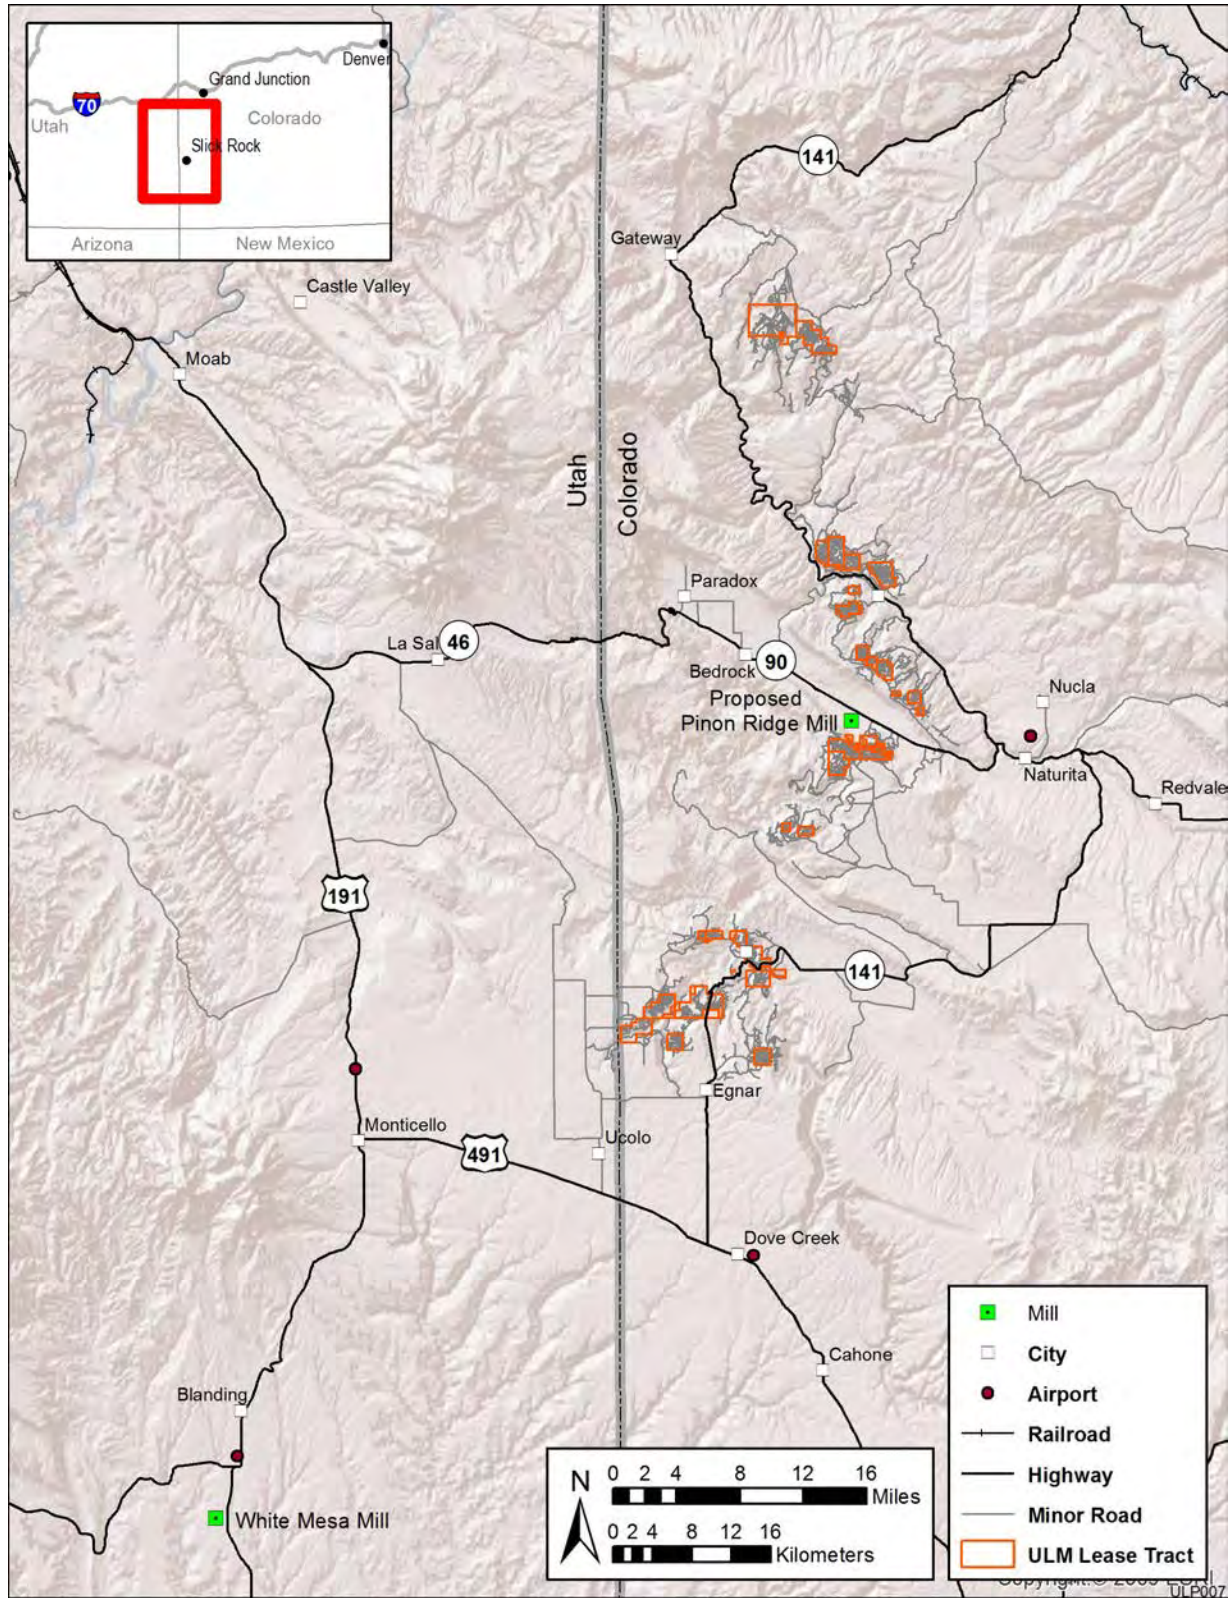 Denver
Grand Junction
70
Colorado
Utah
Slick Rock
Arizona
New Mexico
141
Gateway
Castle Valley
Moab
Utah
Colorado
Paradox
La Sal
46
Bedrock
90
Nucla
Proposed
Pinon Ridge Mill
Naturita
Redvale
191
141
Egnar
Monticello
Ucolo
491
Dove Creek
Cahone
Blanding
White Mesa Mill
N
0 2 4 8 12 16
Miles
0 2 4 8 12 16
Kilometers
Mill
City
Airport
Railroad
Highway
Minor Road
ULM Lease Tract
ULP007